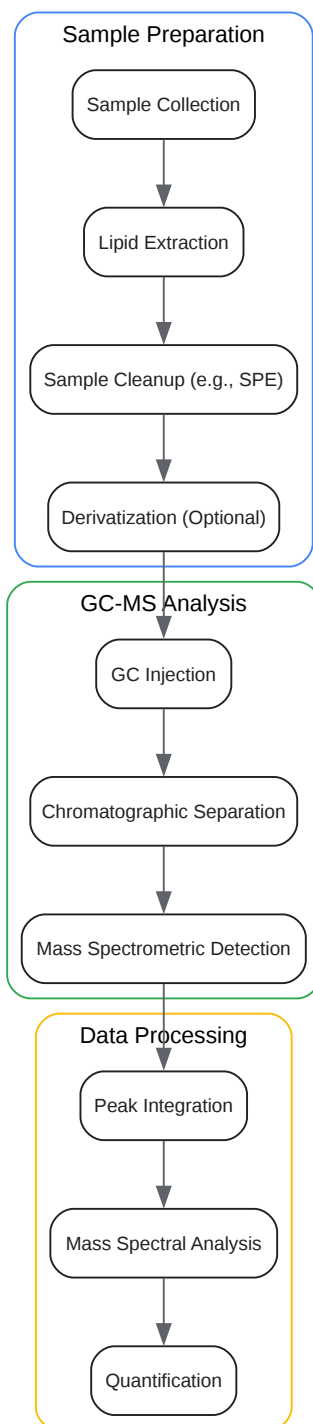 Sample Preparation
Sample Collection
Lipid Extraction
Sample Cleanup (e.g., SPE)
Derivatization (Optional)
GC-MS Analysis
GC Injection
Chromatographic Separation
Mass Spectrometric Detection
Data Processing
Peak Integration
Mass Spectral Analysis
Quantification